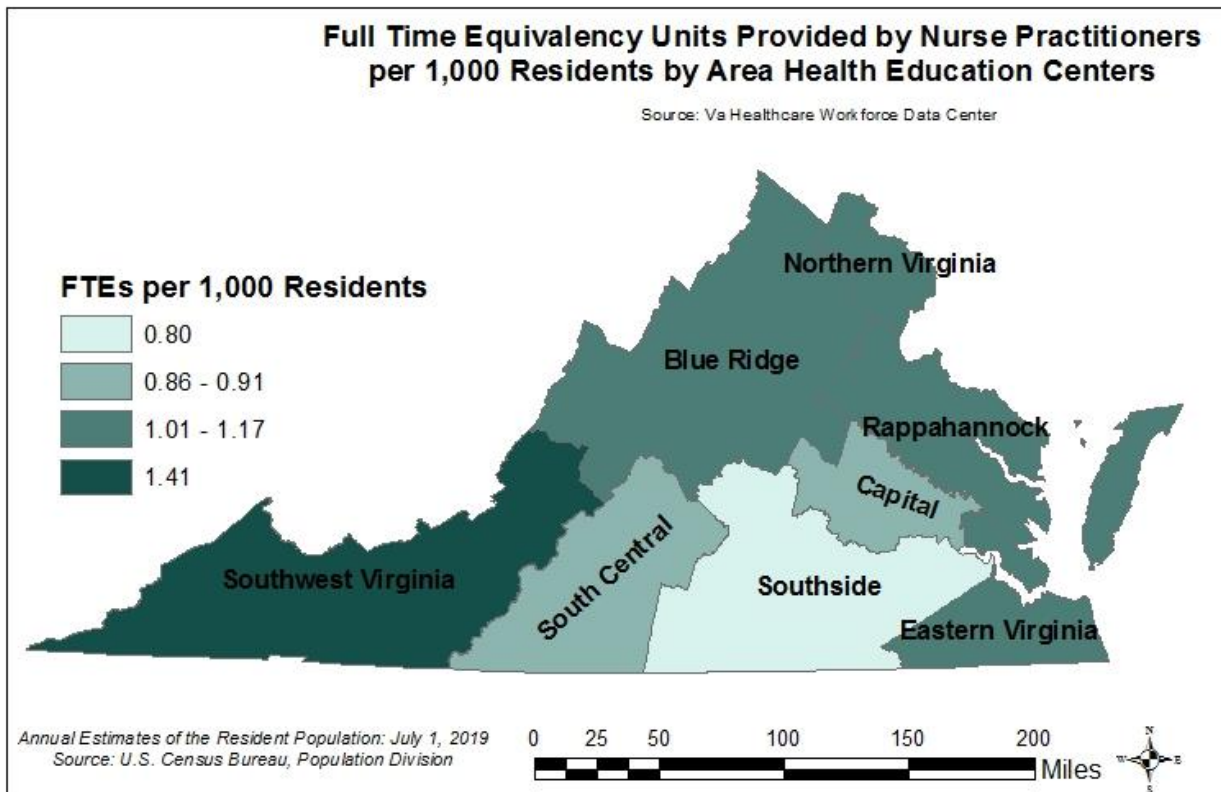 Full Time Equivalency Units Provided by Nurse Practitioners
per 1,000 Residents by Area Health Education Centers
Source: Va Healthcare Workforce Data Center
Northern Virginia
FTEs per 1,000 Residents
0.80
0.86 - 0.91
1.01 - 1.17
1.41
Blue Ridge
Rappahannock
Capital
Southwest Virginia
South Central
Southside
Eastern Virginia
Annual Estimates of the Resident Population: July 1, 2019
Source: U.S. Census Bureau, Population Division
0 25 50 100 150 200
Miles
N
W E
S